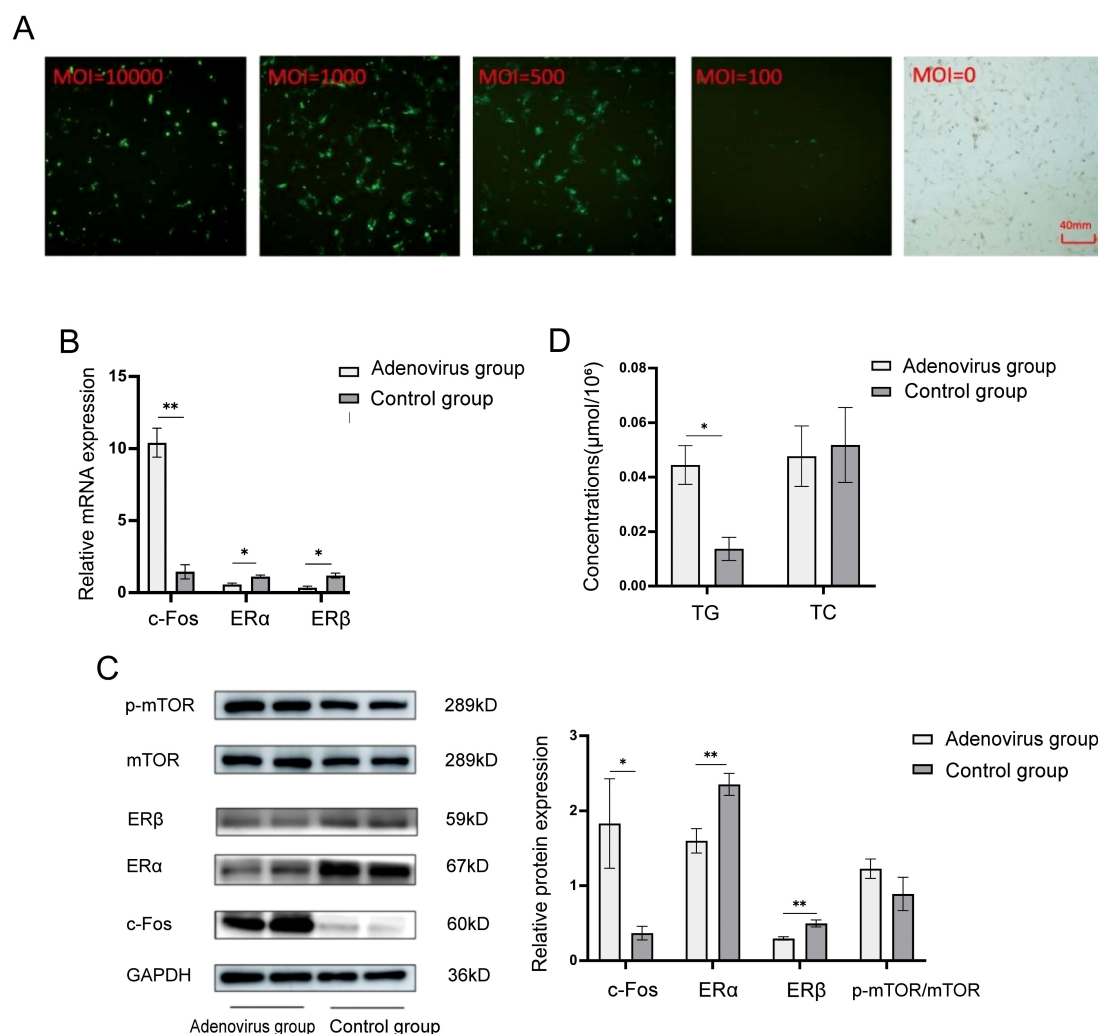 A
MOI=10000
MOI=1000
MOI=500
MOI=100
MOI=0
40mm
B
Relative mRNA expression
15
10
5
0
**
*
*
c-Fos
ERα
ERβ
Adenovirus group
Control group
D
Concentrations(μmol/10⁶)
0.08
0.06
0.04
0.02
0.00
*
TG
TC
Adenovirus group
Control group
C
p-mTOR 289kD
mTOR 289kD
ERβ 59kD
ERα 67kD
c-Fos 60kD
GAPDH 36kD
Adenovirus group Control group
Relative protein expression
3
2
1
0
*
**
**
c-Fos
ERα
ERβ
p-mTOR/mTOR
Adenovirus group
Control group